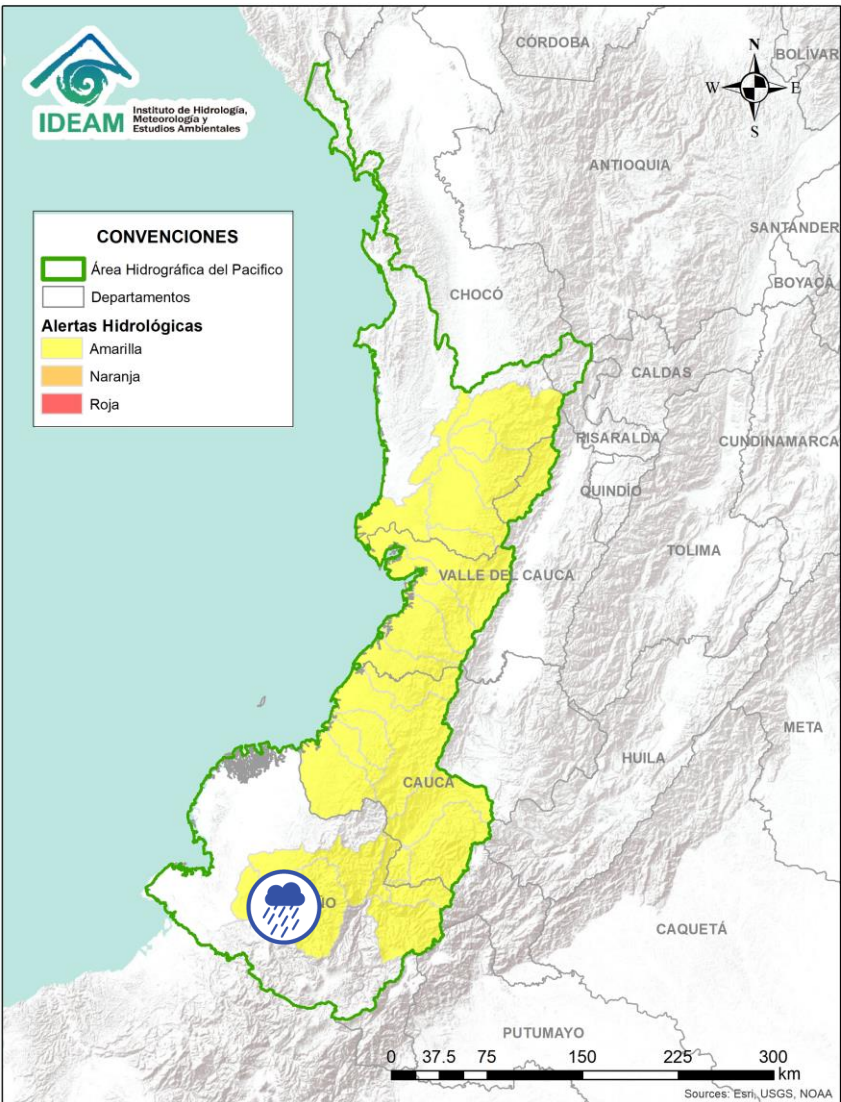 IDEAM
Instituto de Hidrología,
Meteorología y
Estudios Ambientales
CÓRDOBA
BOLÍVAR
N
W E
S
ANTIOQUIA
SANTANDER
CONVENCIONES
Área Hidrográfica del Pacifico
Departamentos
Alertas Hidrológicas
Amarilla
Naranja
Roja
BOYACÁ
CHOCÓ
CALDAS
RISARALDA
CUNDINAMARCA
QUINDÍO
TOLIMA
VALLE DEL CAUCA
META
HUILA
CAUCA
ÑO
CAQUETÁ
PUTUMAYO
0 37.5 75 150 225 300
km
Sources: Esri, USGS, NOAA